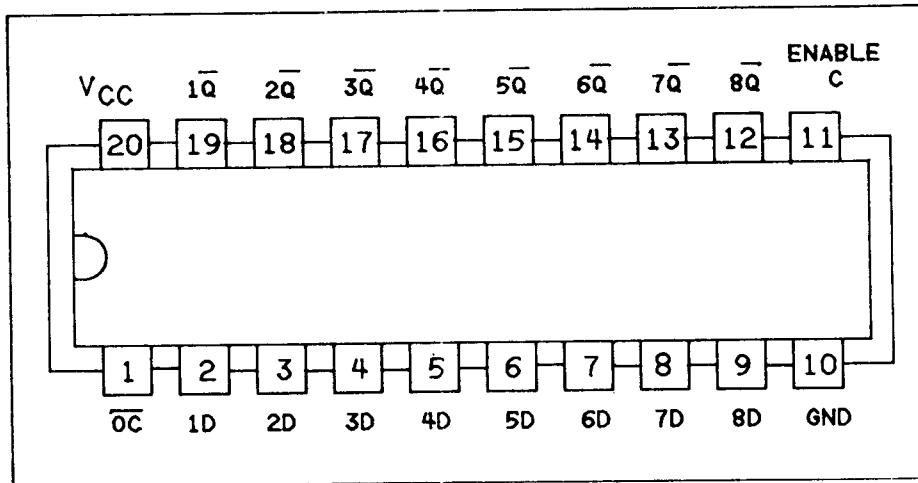 ENABLE
V_CC 1Q̅ 2Q̅ 3Q̅ 4Q̅ 5Q̅ 6Q̅ 7Q̅ 8Q̅ C
20 19 18 17 16 15 14 13 12 11
1 2 3 4 5 6 7 8 9 10
O̅C̅ 1D 2D 3D 4D 5D 6D 7D 8D GND